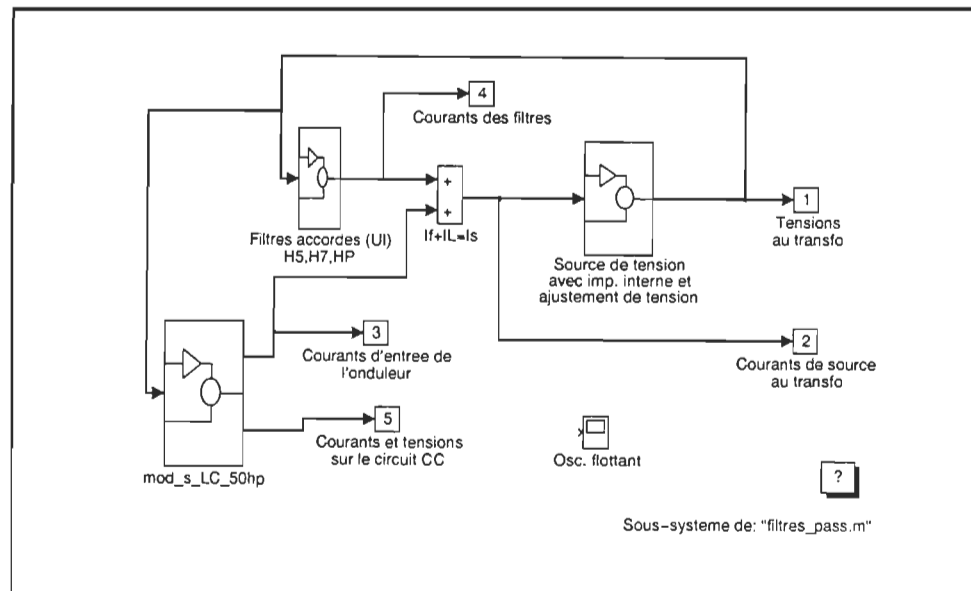 4
Courants des filtres
+
+
If+IL=Is
Filtres accordes (UI)
H5,H7,HP
1
Tensions
au transfo
Source de tension
avec imp. interne et
ajustement de tension
3
Courants d'entree de
l'onduleur
2
Courants de source
au transfo
5
Courants et tensions
sur le circuit CC
mod_s_LC_50hp
Osc. flottant
?
Sous-systeme de: "filtres_pass.m"